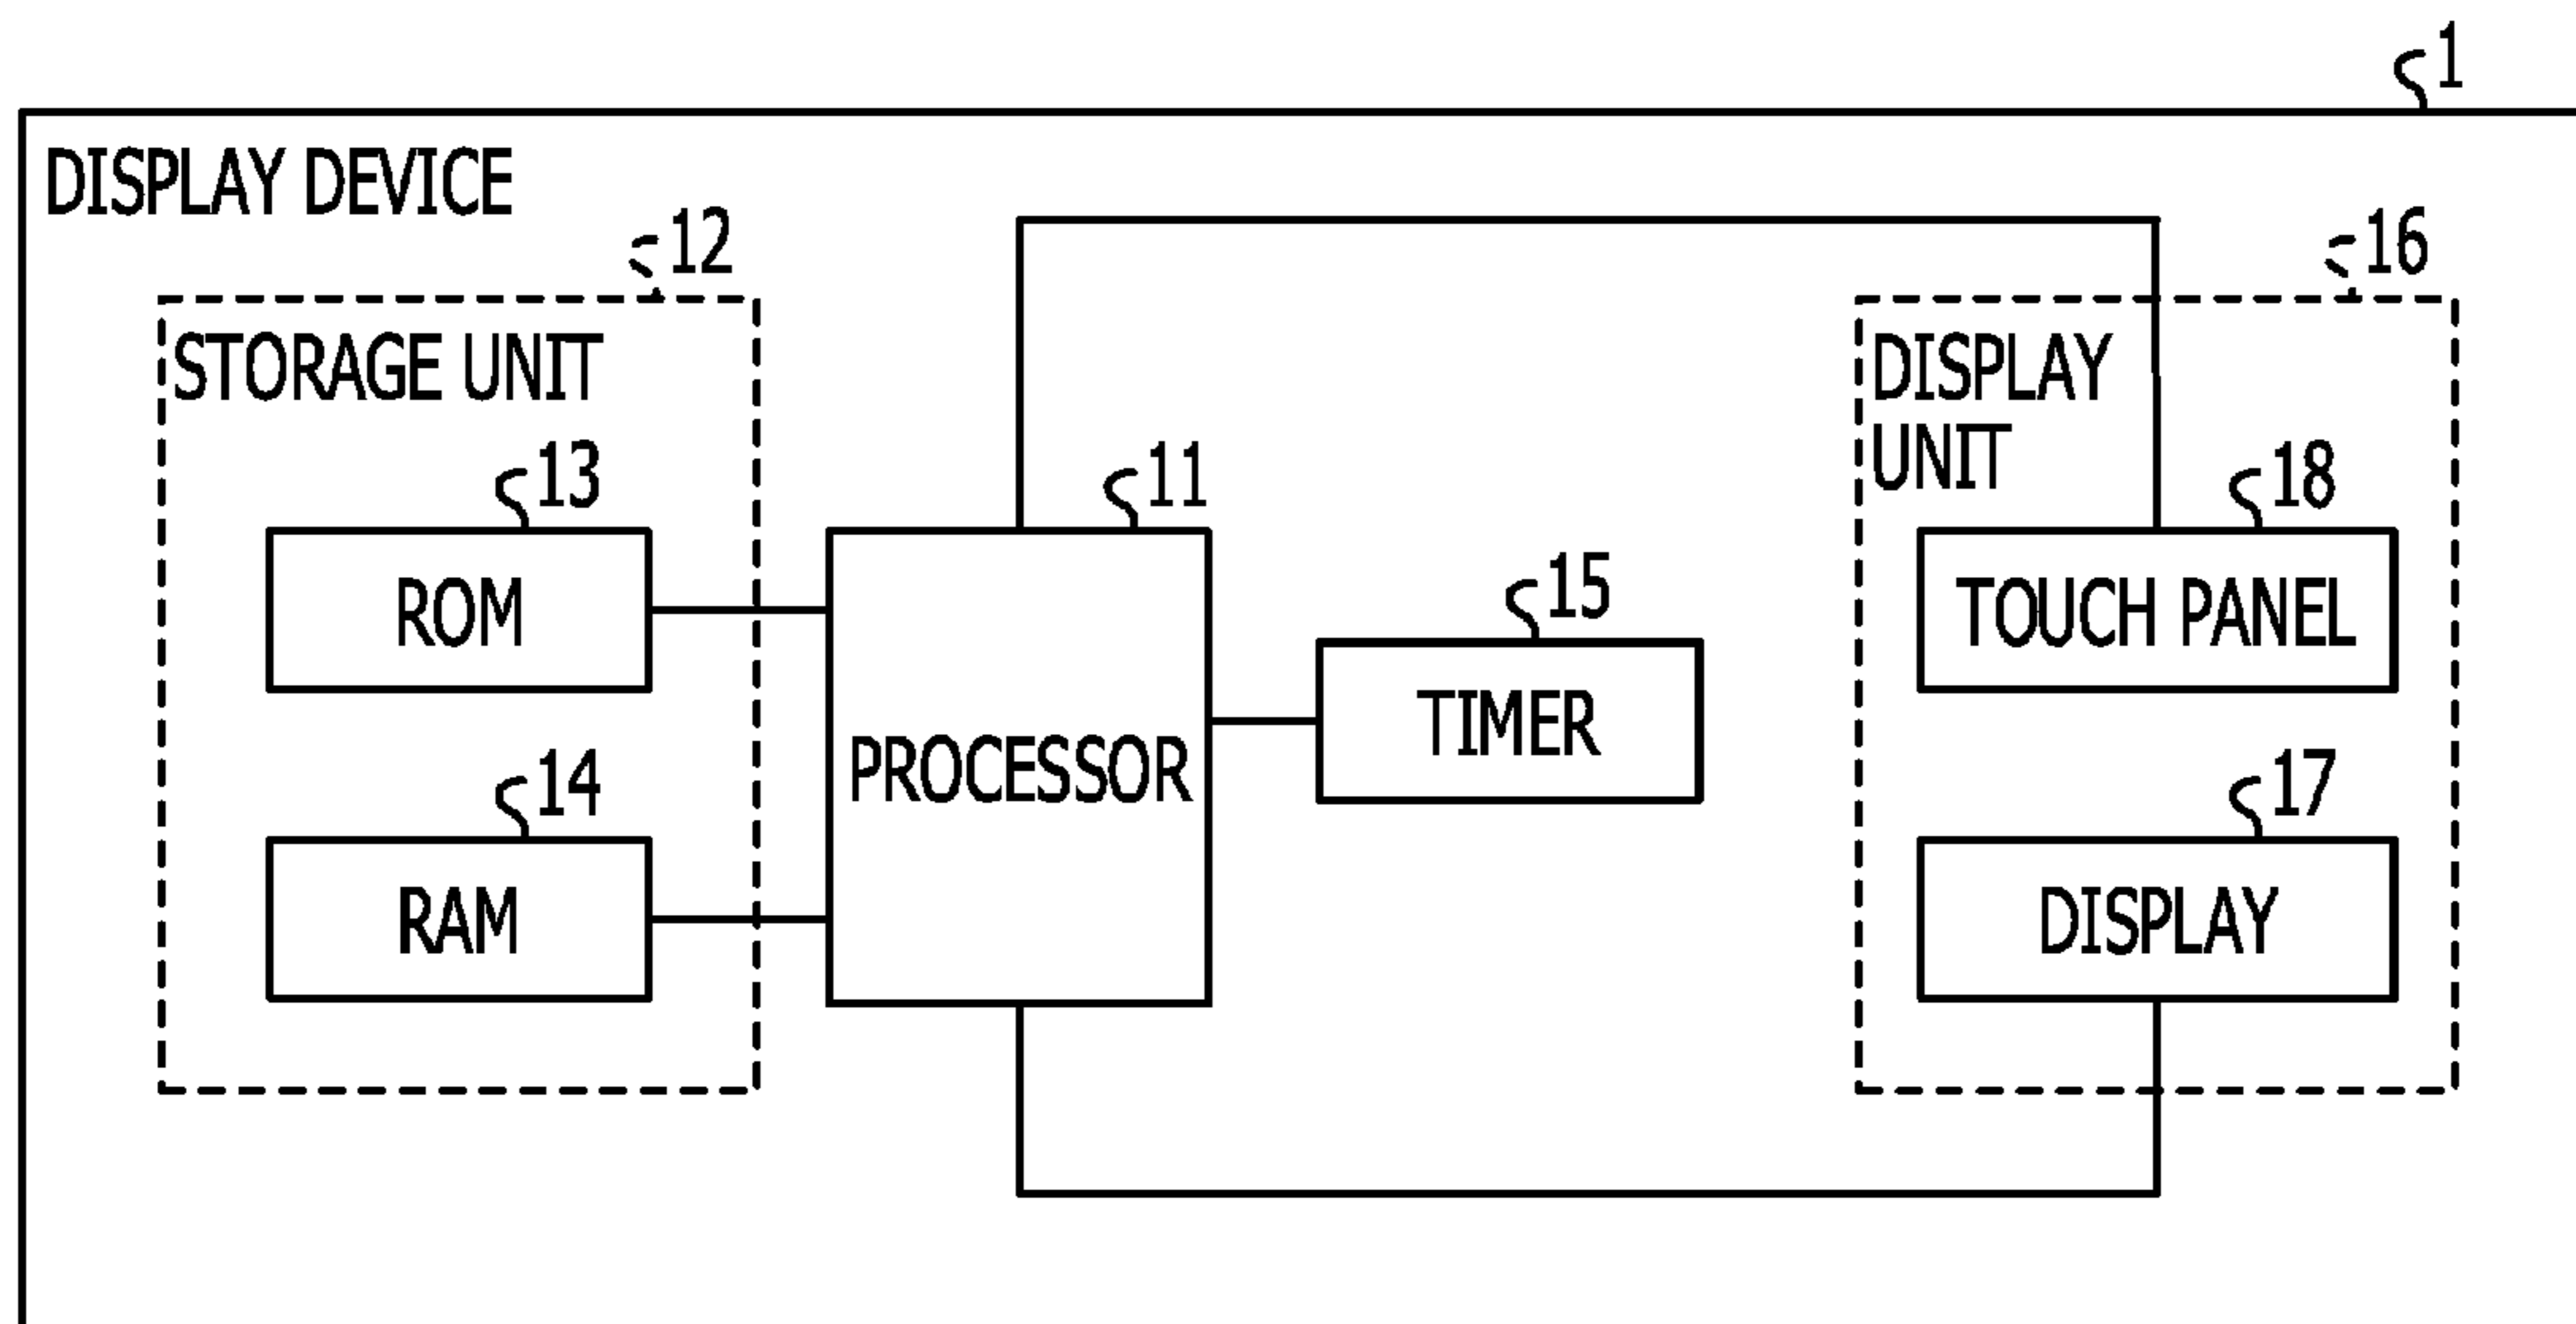 1
DISPLAY DEVICE
12
16
STORAGE UNIT
DISPLAY
UNIT
13
11
18
ROM
15
TOUCH PANEL
TIMER
PROCESSOR
14
17
RAM
DISPLAY